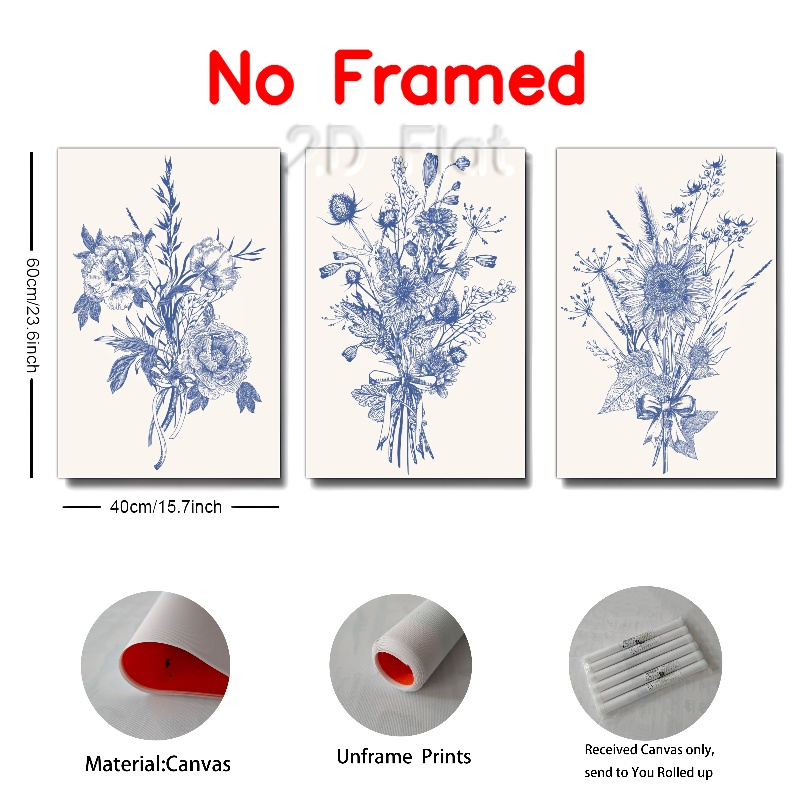 No Framed
2D Flat
60cm/23.6inch
40cm/15.7inch
Material:Canvas
Unframe Prints
Received Canvas only,
send to You Rolled up